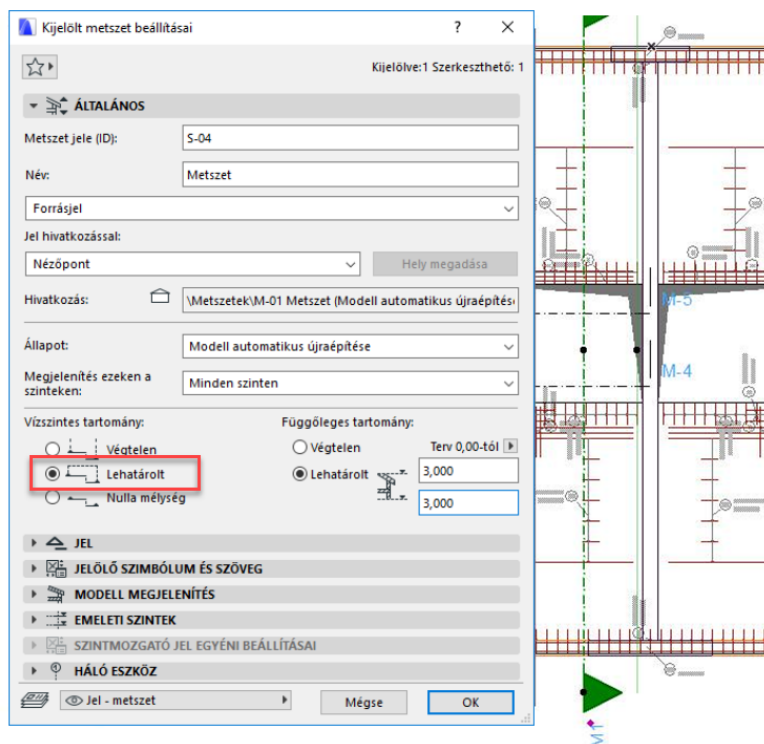 Kijelölt metszet beállításai
?
Kijelölve:1 Szerkeszthető: 1
ÁLTALÁNOS
Metszet jele (ID):
S-04
Név:
Metszet
Forrásjel
Jel hivatkozással:
Nézőpont
Hely megadása
Hivatkozás:
\Metszetek\M-01 Metszet (Modell automatikus újraépítés
Állapot:
Modell automatikus újraépítése
Megjelenítés ezeken a
szinteken:
Minden szinten
Vízszintes tartomány:
Végtelen
Lehatárolt
Nulla mélység
Függőleges tartomány:
Végtelen
Terv 0,00-tól
Lehatárolt
3,000
3,000
JEL
JELÖLŐ SZIMBÓLUM ÉS SZÖVEG
MODELL MEGJELENÍTÉS
EMELETI SZINTEK
SZINTMOZGATÓ JEL EGYÉNI BEÁLLÍTÁSAI
HÁLÓ ESZKÖZ
Jel - metszet
Mégse
OK
M-5
M-4
M1